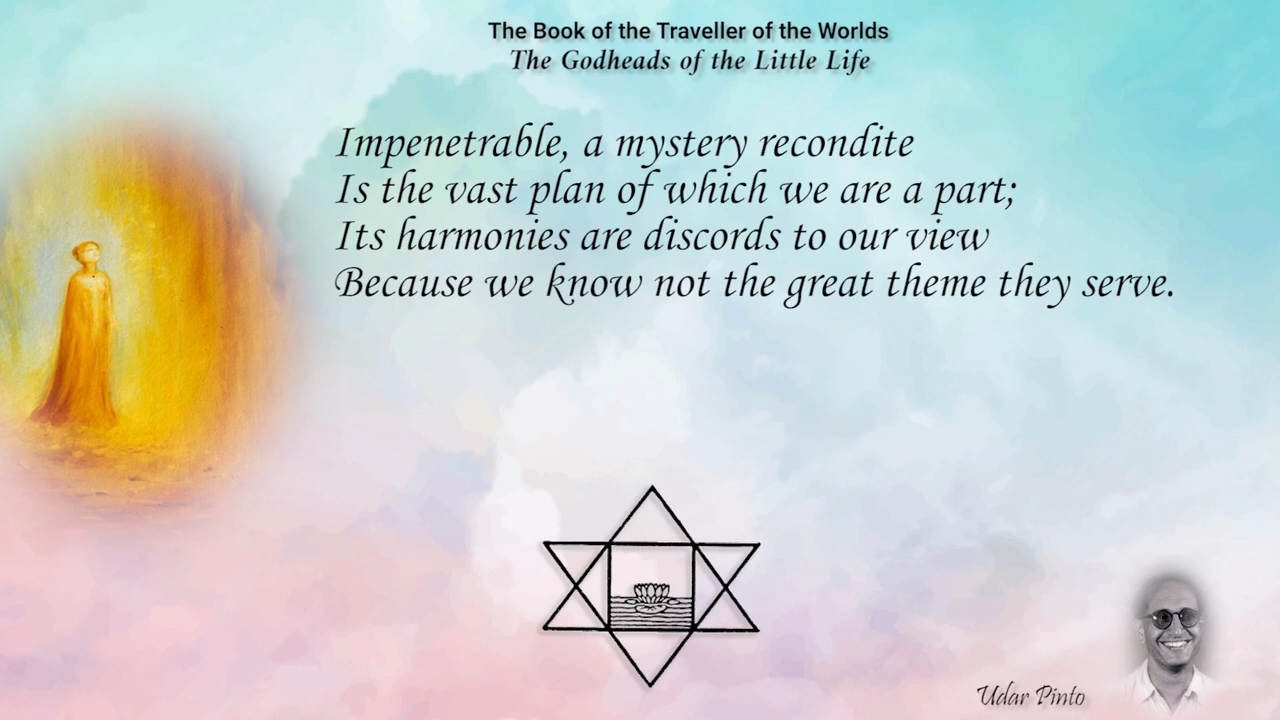 The Book of the Traveller of the Worlds
The Godheads of the Little Life
Impenetrable, a mystery recondite
Is the vast plan of which we are a part;
Its harmonies are discords to our view
Because we know not the great theme they serve.
Udar Pinto